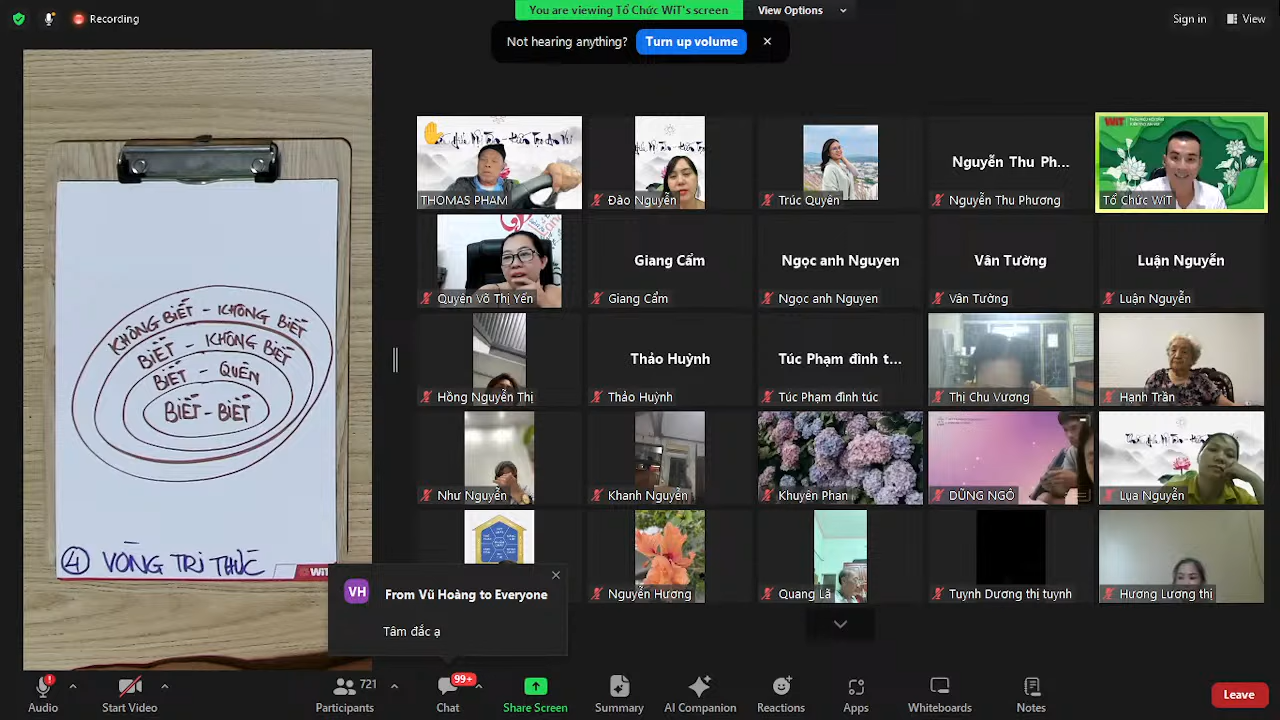 You are viewing Tổ Chức WiT's screen
View Options
Recording
Sign in
View
Not hearing anything?
Turn up volume
KHÔNG BIẾT - KHÔNG BIẾT
BIẾT - KHÔNG BIẾT
BIẾT - QUÊN
BIẾT - BIẾT
④ VÒNG TRI THỨC
WiT
THOMAS PHAM
Đào Nguyễn
Trúc Quyên
Nguyễn Thu Ph...
Nguyễn Thu Phương
WiT
Tổ Chức WiT
Quyền Võ Thị Yến
Giang Cẩm
Giang Cẩm
Ngọc anh Nguyen
Ngọc anh Nguyen
Vân Tường
Vân Tường
Luận Nguyễn
Luận Nguyễn
Hồng Nguyễn Thị
Thảo Huỳnh
Thảo Huỳnh
Túc Phạm đình t...
Túc Phạm đình túc
Thị Chu Vương
Hạnh Trần
Như Nguyễn
Khanh Nguyễn
Khuyên Phan
DŨNG NGÔ
Lua Nguyễn
Nguyễn Hương
Quang Lã
Tuynh Dương thị tuynh
Hương Lương thị
VH
From Vũ Hoàng to Everyone
Tâm đắc ạ
Audio
Start Video
721
Participants
99+
Chat
Share Screen
Summary
AI Companion
Reactions
Apps
Whiteboards
Notes
Leave